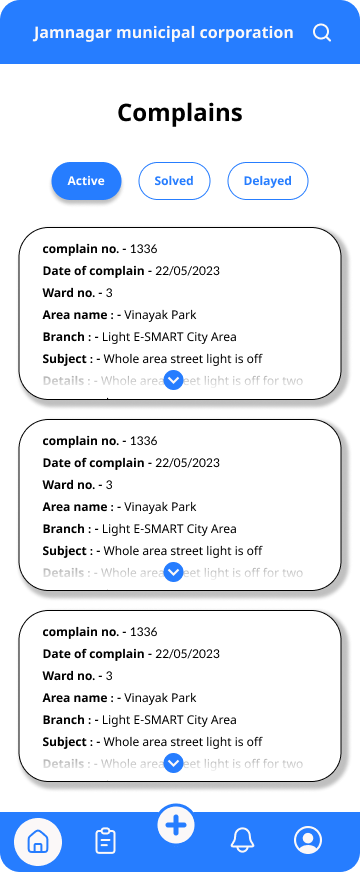 Jamnagar municipal corporation
Complains
Active Solved Delayed
complain no. - 1336
Date of complain - 22/05/2023
Ward no. - 3
Area name : - Vinayak Park
Branch : - Light E-SMART City Area
Subject : - Whole area street light is off
Details : - Whole area street light is off for two
complain no. - 1336
Date of complain - 22/05/2023
Ward no. - 3
Area name : - Vinayak Park
Branch : - Light E-SMART City Area
Subject : - Whole area street light is off
Details : - Whole area street light is off for two
complain no. - 1336
Date of complain - 22/05/2023
Ward no. - 3
Area name : - Vinayak Park
Branch : - Light E-SMART City Area
Subject : - Whole area street light is off
Details : - Whole area street light is off for two